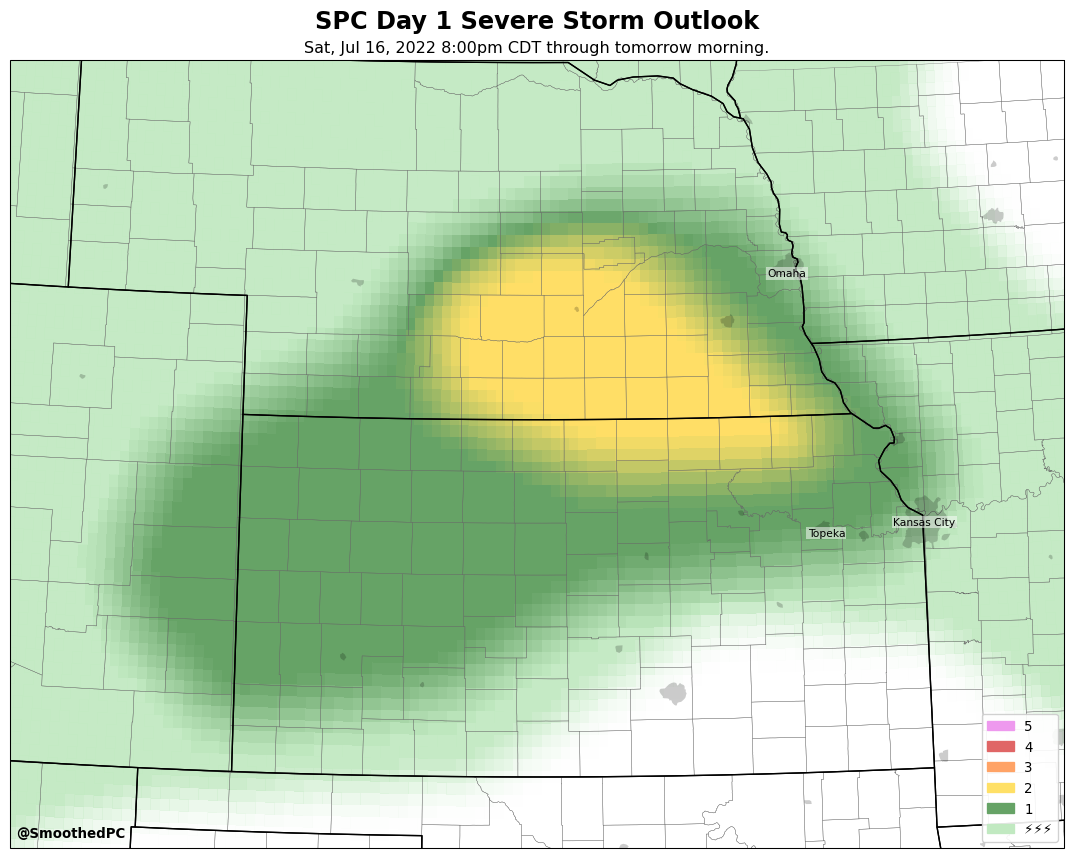 SPC Day 1 Severe Storm Outlook
Sat, Jul 16, 2022 8:00pm CDT through tomorrow morning.
Omaha
Kansas City
Topeka
5
4
3
2
1
⚡⚡⚡
@SmoothedPC